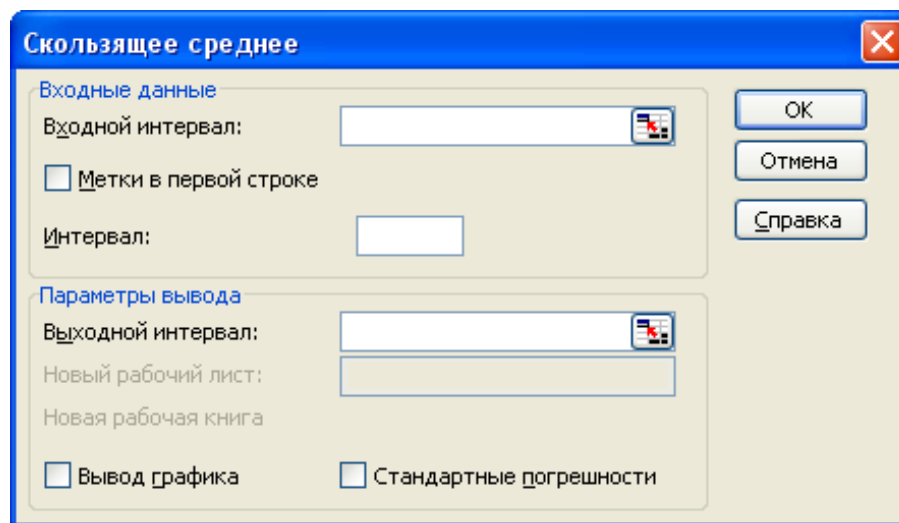 Скользящее среднее
Входные данные
Входной интервал:
Метки в первой строке
Интервал:
ОК
Отмена
Справка
Параметры вывода
Выходной интервал:
Новый рабочий лист:
Новая рабочая книга
Вывод графика
Стандартные погрешности